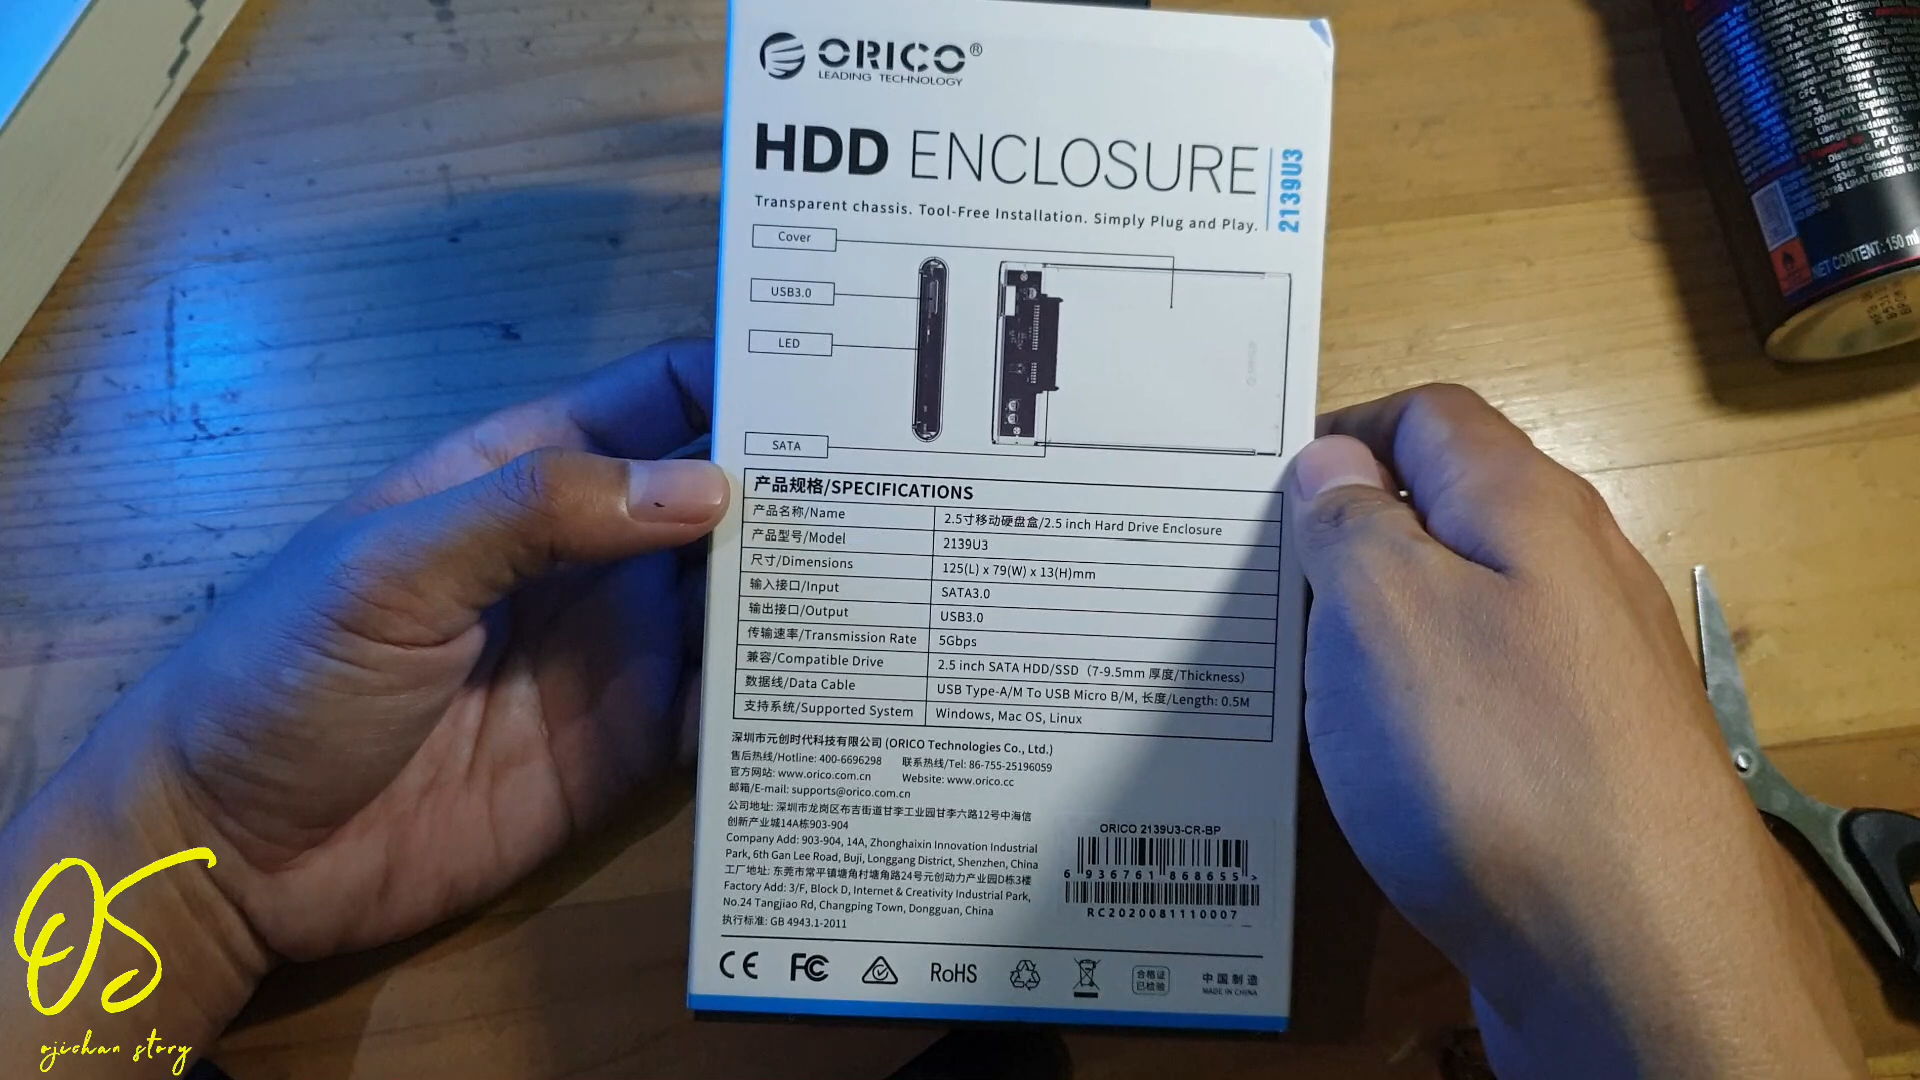 ORICO®
LEADING TECHNOLOGY
HDD ENCLOSURE
2139U3
Transparent chassis. Tool-Free Installation. Simply Plug and Play.
Cover
USB3.0
LED
SATA
产品规格/SPECIFICATIONS
产品名称/Name 2.5寸移动硬盘盒/2.5 inch Hard Drive Enclosure
产品型号/Model 2139U3
尺寸/Dimensions 125(L) x 79(W) x 13(H)mm
输入接口/Input SATA3.0
输出接口/Output USB3.0
传输速率/Transmission Rate 5Gbps
兼容/Compatible Drive 2.5 inch SATA HDD/SSD（7-9.5mm 厚度/Thickness）
数据线/Data Cable USB Type-A/M To USB Micro B/M, 长度/Length: 0.5M
支持系统/Supported System Windows, Mac OS, Linux
深圳市元创时代科技有限公司 (ORICO Technologies Co., Ltd.)
售后热线/Hotline: 400-6696298 联系热线/Tel: 86-755-25196059
官方网站: www.orico.com.cn Website: www.orico.cc
邮箱/E-mail: supports@orico.com.cn
公司地址: 深圳市龙岗区布吉街道甘李工业园甘李六路12号中海信
创新产业城14A栋903-904
Company Add: 903-904, 14A, Zhonghaixin Innovation Industrial
Park, 6th Gan Lee Road, Buji, Longgang District, Shenzhen, China
工厂地址: 东莞市常平镇塘角村塘角路24号元创动力产业园D栋3楼
Factory Add: 3/F, Block D, Internet & Creativity Industrial Park,
No.24 Tangjiao Rd, Changping Town, Dongguan, China
执行标准: GB 4943.1-2011
ORICO 2139U3-CR-BP
6 936761 868655 >
RC2020081110007
CE FC RoHS
合格证
已检验
中国制造
MADE IN CHINA
NET CONTENT: 150 ml
OS
ojichan story